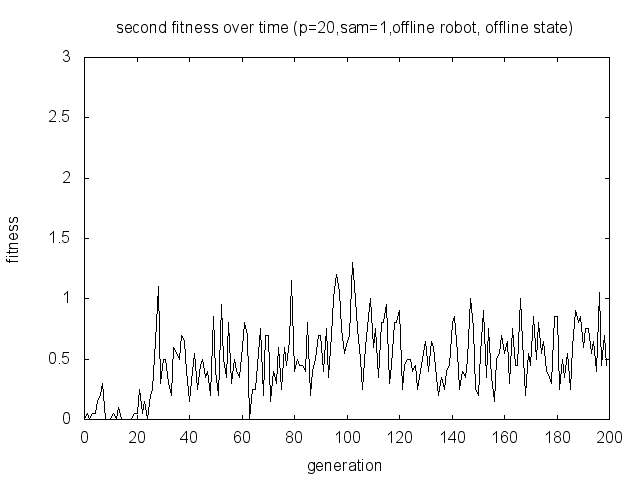 second fitness over time (p=20,sam=1,offline robot, offline state)
3
2.5
2
1.5
1
0.5
0
fitness
0 20 40 60 80 100 120 140 160 180 200
generation